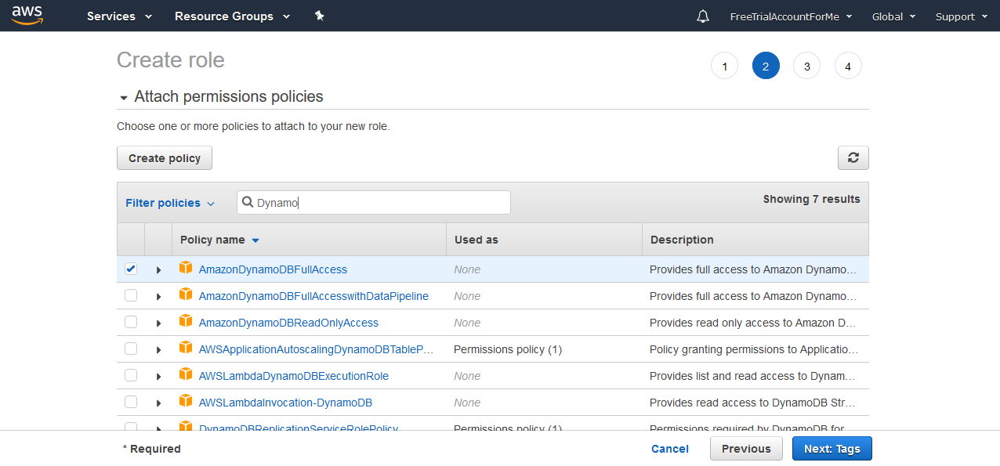 aws Services Resource Groups FreeTrialAccountForMe Global Support
Create role
1 2 3 4
Attach permissions policies
Choose one or more policies to attach to your new role.
Create policy
Filter policies Dynamo Showing 7 results
Policy name Used as Description
AmazonDynamoDBFullAccess None Provides full access to Amazon Dynamo…
AmazonDynamoDBFullAccesswithDataPipeline None Provides full access to Amazon Dynamo…
AmazonDynamoDBReadOnlyAccess None Provides read only access to Amazon D…
AWSApplicationAutoscalingDynamoDBTableP… Permissions policy (1) Policy granting permissions to Applicatio…
AWSLambdaDynamoDBExecutionRole None Provides list and read access to Dynam…
AWSLambdaInvocation-DynamoDB None Provides read access to DynamoDB Str…
DynamoDBReplicationServiceRolePolicy Permissions policy (1) Permissions required by DynamoDB for
* Required Cancel Previous Next: Tags